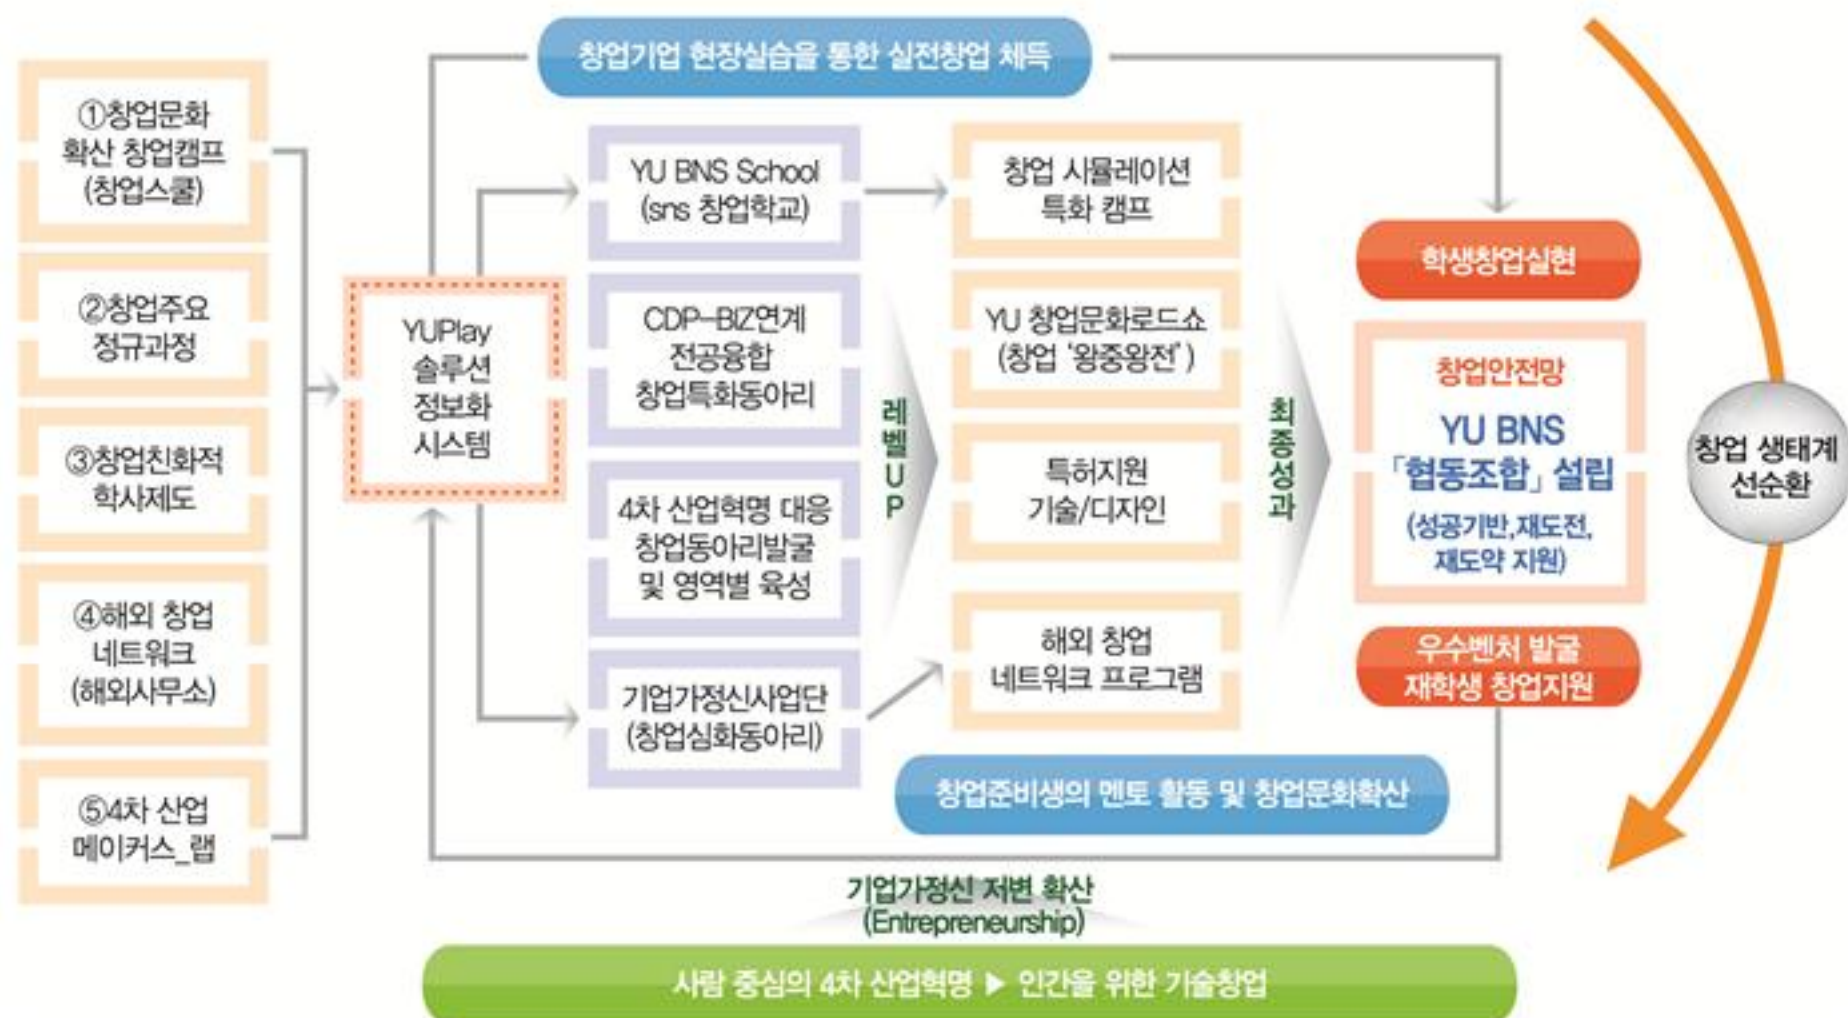 창업기업 현장실습을 통한 실전창업 체득
①창업문화
확산 창업캠프
(창업스쿨)
②창업주요
정규과정
③창업친화적
학사제도
④해외 창업
네트워크
(해외사무소)
⑤4차 산업
메이커스_랩
YUPlay
솔루션
정보화
시스템
YU BNS School
(sns 창업학교)
CDP-BIZ연계
전공융합
창업특화동아리
4차 산업혁명 대응
창업동아리발굴
및 영역별 육성
기업가정신사업단
(창업심화동아리)
레벨UP
창업 시뮬레이션
특화 캠프
YU 창업문화로드쇼
(창업 '왕중왕전')
특허지원
기술/디자인
해외 창업
네트워크 프로그램
최종성과
학생창업실현
창업안전망
YU BNS
「협동조합」 설립
(성공기반,재도전,
재도약 지원)
우수벤처 발굴
재학생 창업지원
창업 생태계
선순환
창업준비생의 멘토 활동 및 창업문화확산
기업가정신 저변 확산
(Entrepreneurship)
사람 중심의 4차 산업혁명 ▶ 인간을 위한 기술창업